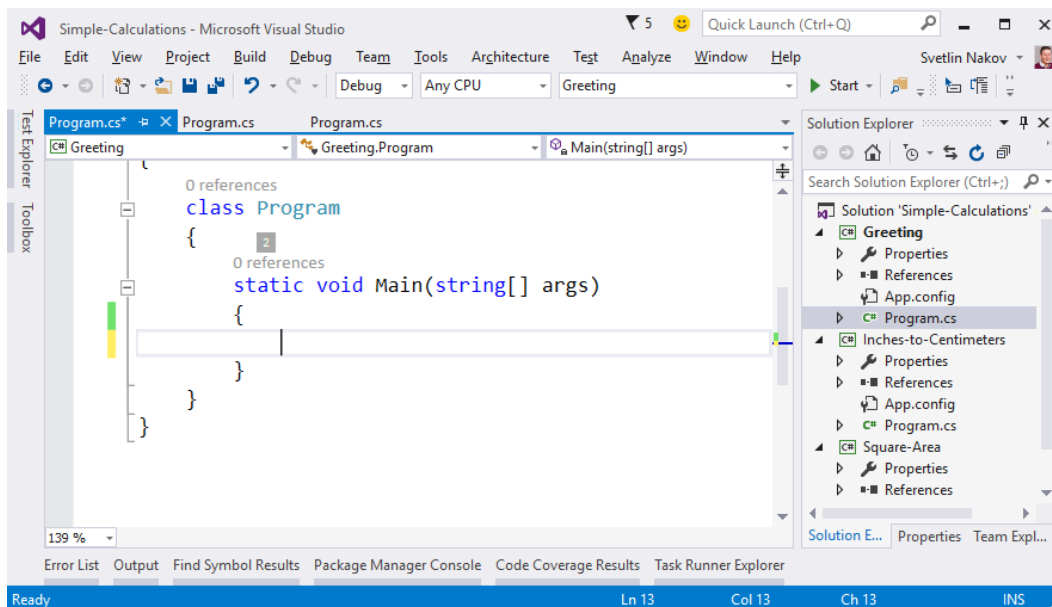 Simple-Calculations - Microsoft Visual Studio
5
Quick Launch (Ctrl+Q)
File Edit View Project Build Debug Team Tools Architecture Test Analyze Window Help
Svetlin Nakov
Debug Any CPU Greeting Start
Test Explorer
Toolbox
Program.cs* Program.cs Program.cs
C# Greeting Greeting.Program Main(string[] args)
{
0 references
class Program
{
2
0 references
static void Main(string[] args)
{
}
}
}
139 %
Solution Explorer
Search Solution Explorer (Ctrl+;)
Solution 'Simple-Calculations'
C# Greeting
Properties
References
App.config
C# Program.cs
C# Inches-to-Centimeters
Properties
References
App.config
C# Program.cs
C# Square-Area
Properties
References
Solution E... Properties Team Expl...
Error List Output Find Symbol Results Package Manager Console Code Coverage Results Task Runner Explorer
Ready Ln 13 Col 13 Ch 13 INS